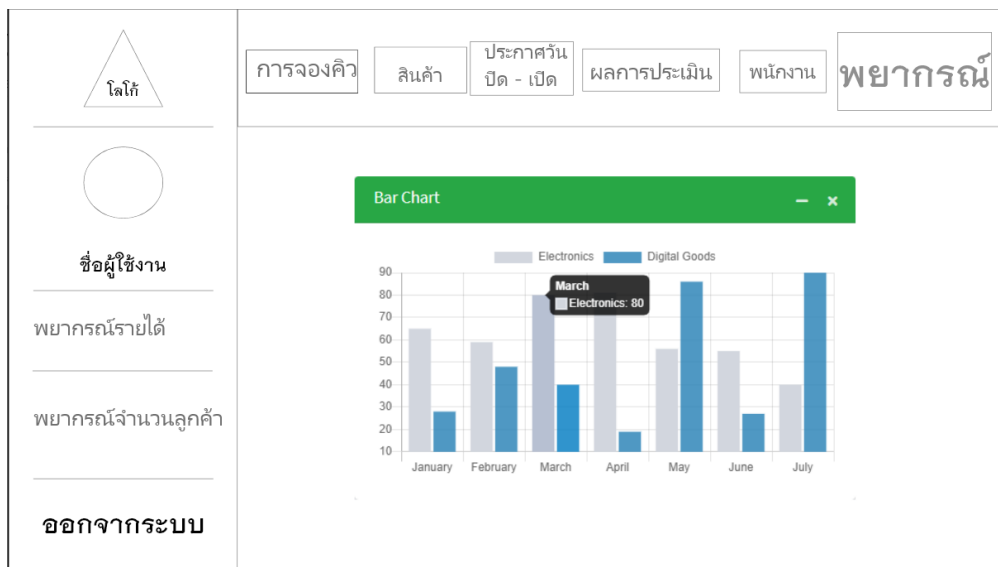 โลโก้
การจองคิว
สินค้า
ประกาศวัน
ปิด - เปิด
ผลการประเมิน
พนักงาน
พยากรณ์
ชื่อผู้ใช้งาน
พยากรณ์รายได้
พยากรณ์จำนวนลูกค้า
ออกจากระบบ
Bar Chart
Electronics Digital Goods
March
Electronics: 80
90
80
70
60
50
40
30
20
10
January February March April May June July